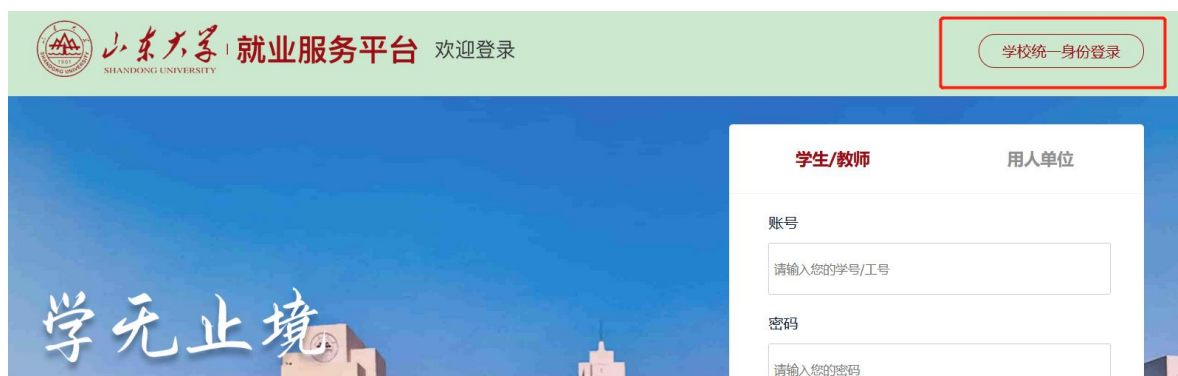 山东大学 就业服务平台 欢迎登录
SHANDONG UNIVERSITY
1901
学校统一身份登录
学生/教师 用人单位
账号
请输入您的学号/工号
密码
请输入您的密码
学无止境